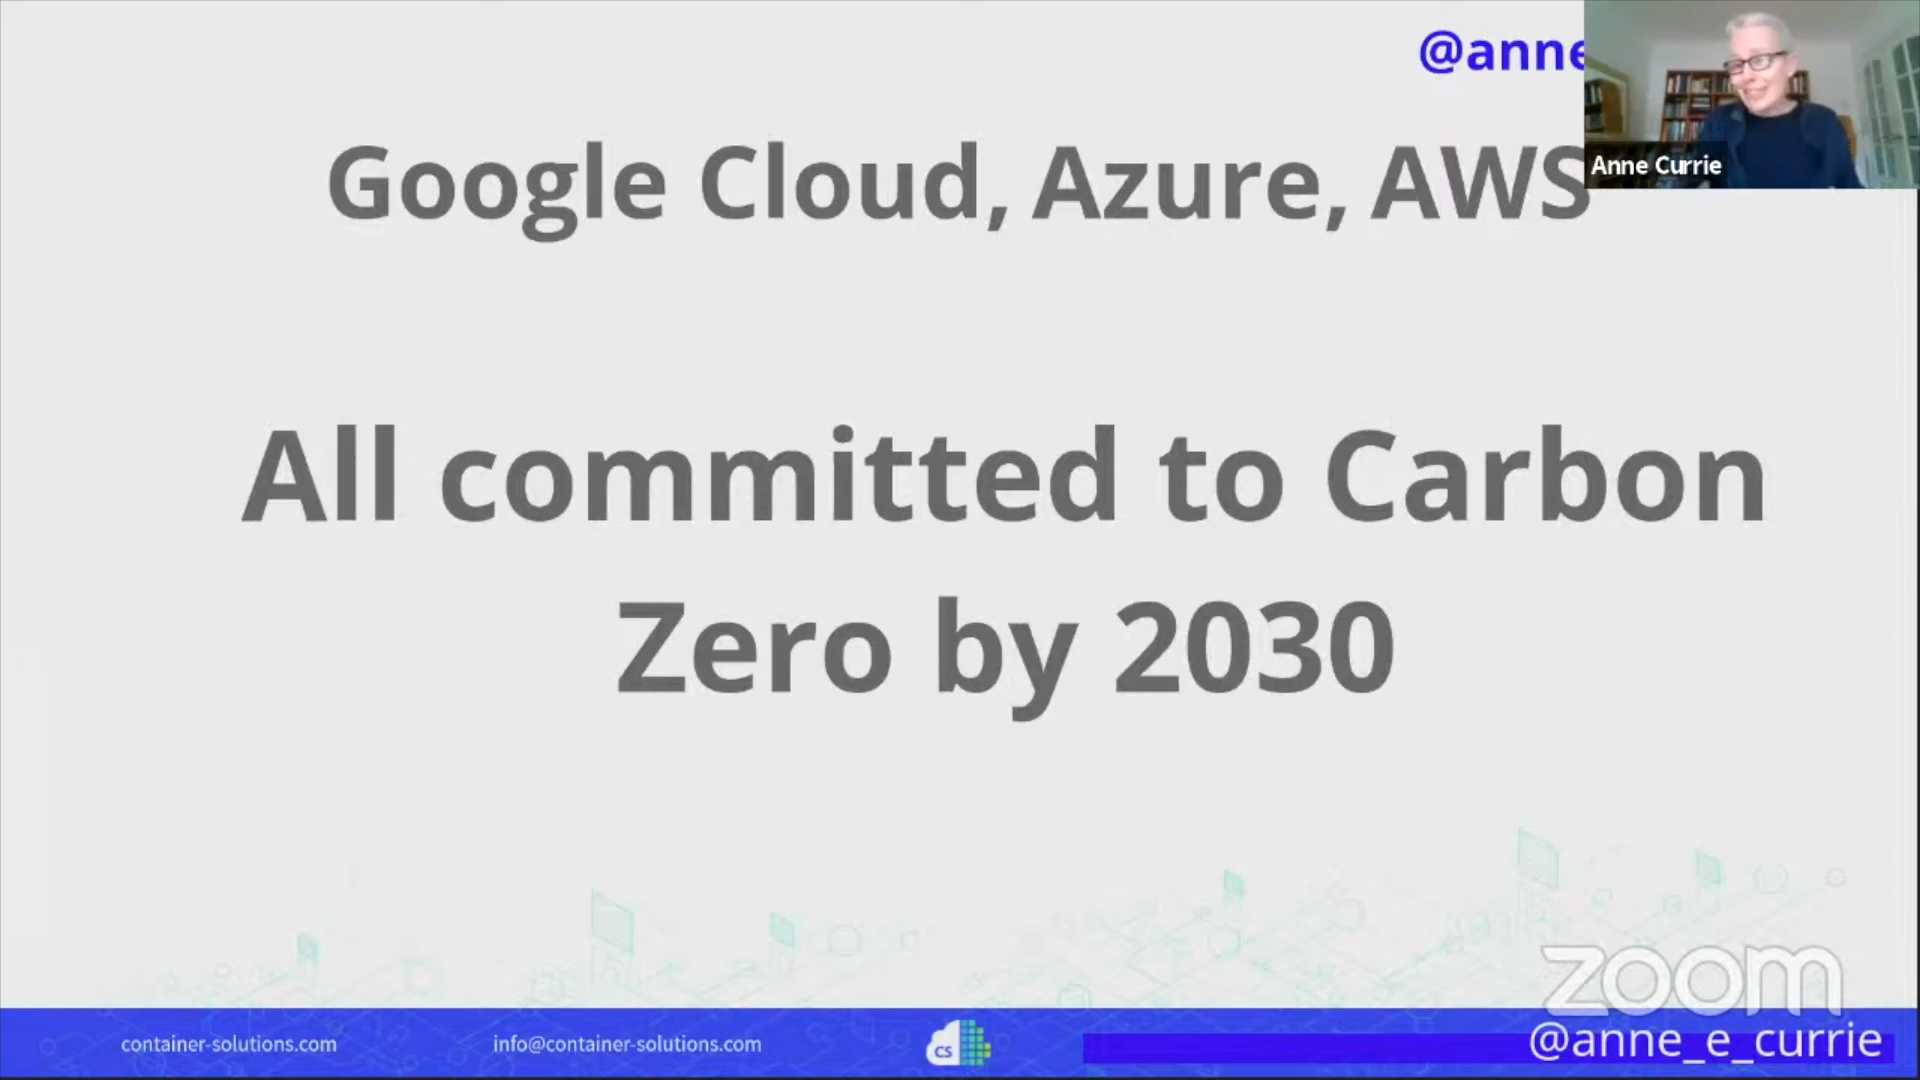 @anne
Anne Currie
Google Cloud, Azure, AWS
All committed to Carbon
Zero by 2030
zoom
container-solutions.com
info@container-solutions.com
CS
@anne_e_currie